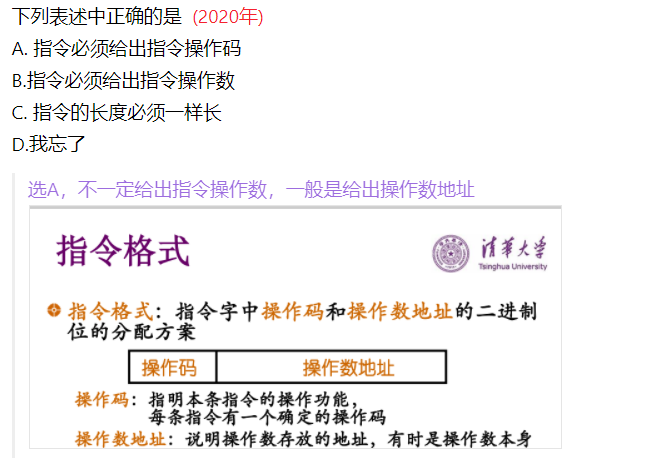 下列表述中正确的是 (2020年)
A. 指令必须给出指令操作码
B.指令必须给出指令操作数
C. 指令的长度必须一样长
D.我忘了
选A，不一定给出指令操作数，一般是给出操作数地址
指令格式
清华大学
Tsinghua University
指令格式：指令字中操作码和操作数地址的二进制
位的分配方案
操作码 操作数地址
操作码：指明本条指令的操作功能，
每条指令有一个确定的操作码
操作数地址：说明操作数存放的地址，有时是操作数本身